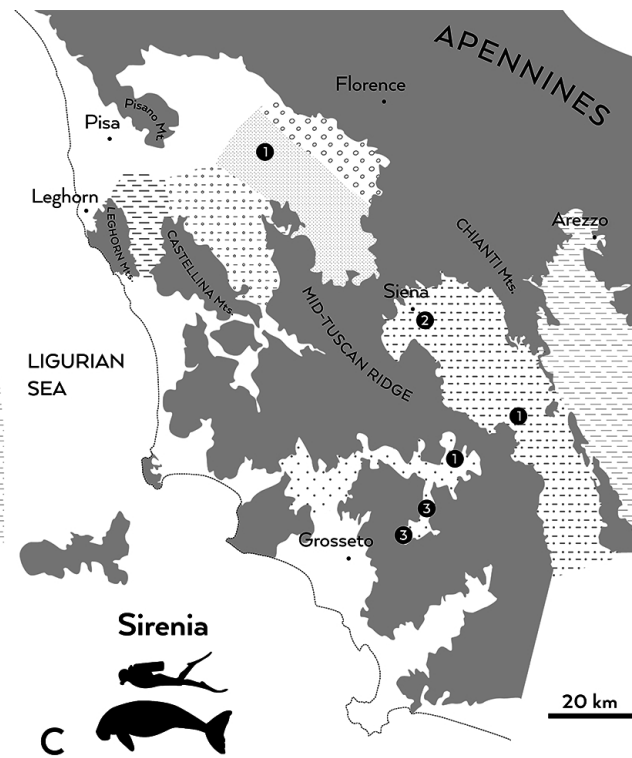 APENNINES
Florence
Pisano Mt.
Pisa
1
Leghorn
LEGHORN Mts.
CASTELLINA Mts.
Arezzo
CHIANTI Mts.
Siena
2
MID-TUSCAN RIDGE
LIGURIAN
SEA
1
1
3
3
Grosseto
Sirenia
20 km
C